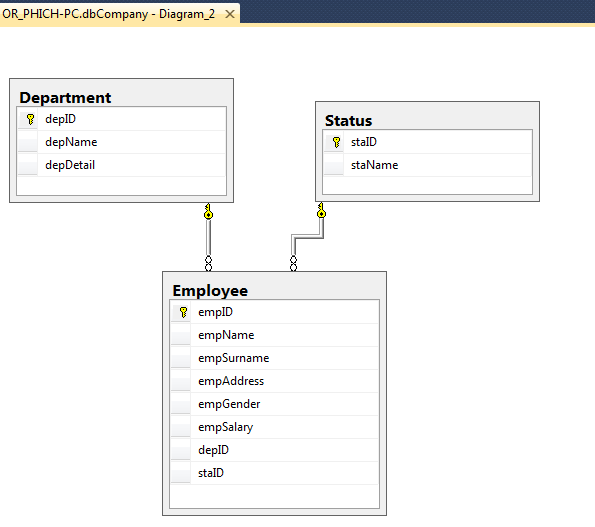 OR_PHICH-PC.dbCompany - Diagram_2
Department
depID
depName
depDetail
Status
staID
staName
Employee
empID
empName
empSurname
empAddress
empGender
empSalary
depID
staID